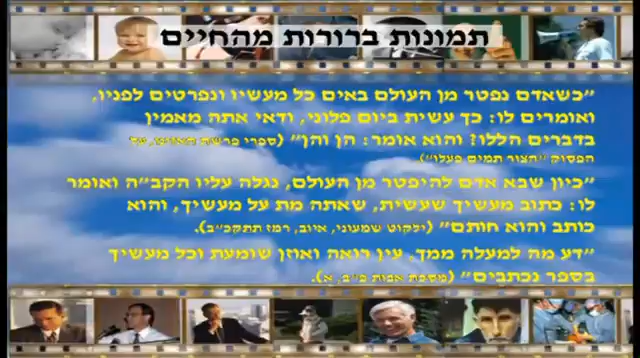 תמונות ברורות מהחיים
"כשאדם נפטר מן העולם באים כל מעשיו ונפרטים לפניו,
ואומרים לו: כך עשית ביום פלוני, ודאי אתה מאמין
בדברים הללו? והוא אומר: הן והן" (ספרי פרשת האזינו, על
הפסוק "הצור תמים פעלו").
"כיון שבא אדם להיפטר מן העולם, נגלה עליו הקב"ה ואומר
לו: כתוב מעשיך שעשית, שאתה מת על מעשיך, והוא
כותב והוא חותם" (ילקוט שמעוני, איוב, רמז תתקכ"ב).
"דע מה למעלה ממך, עין רואה ואוזן שומעת וכל מעשיך
בספר נכתבים" (מסכת אבות פ"ב, א).